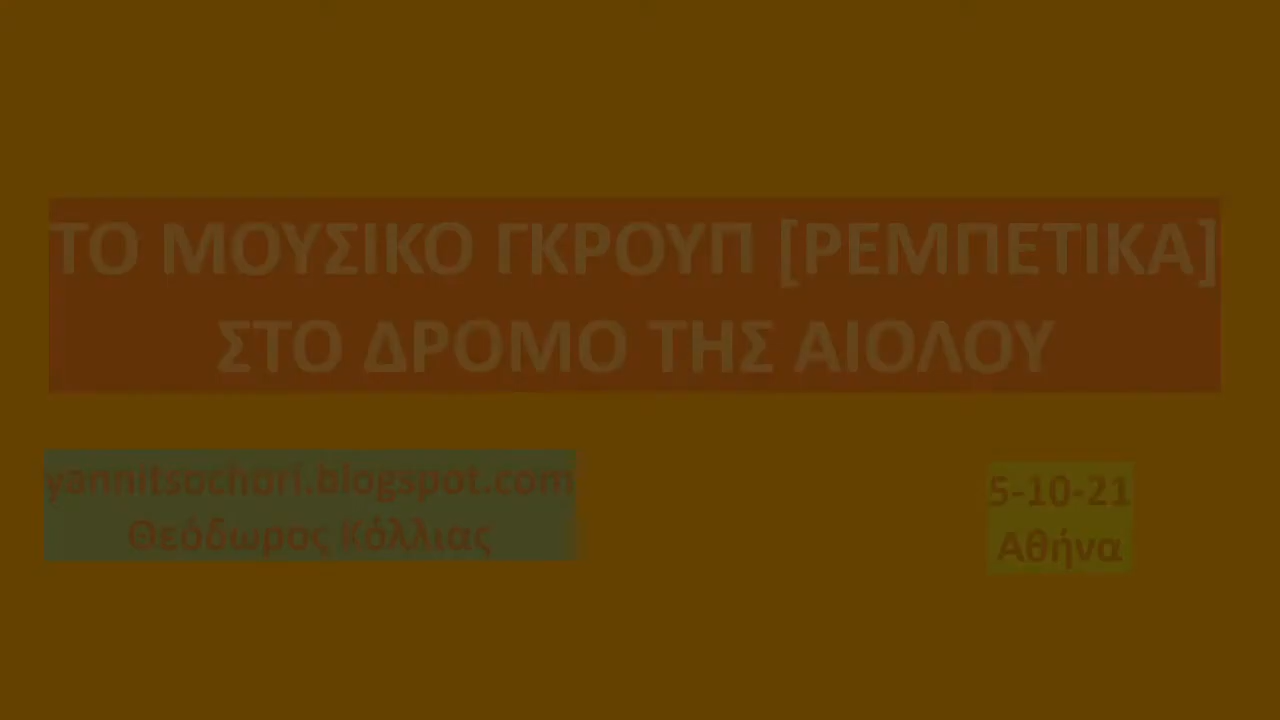 ΤΟ ΜΟΥΣΙΚΟ ΓΚΡΟΥΠ [ΡΕΜΠΕΤΙΚΑ]
ΣΤΟ ΔΡΟΜΟ ΤΗΣ ΑΙΟΛΟΥ
yannitsochori.blogspot.com
Θεόδωρος Κόλλιας
5-10-21
Αθήνα